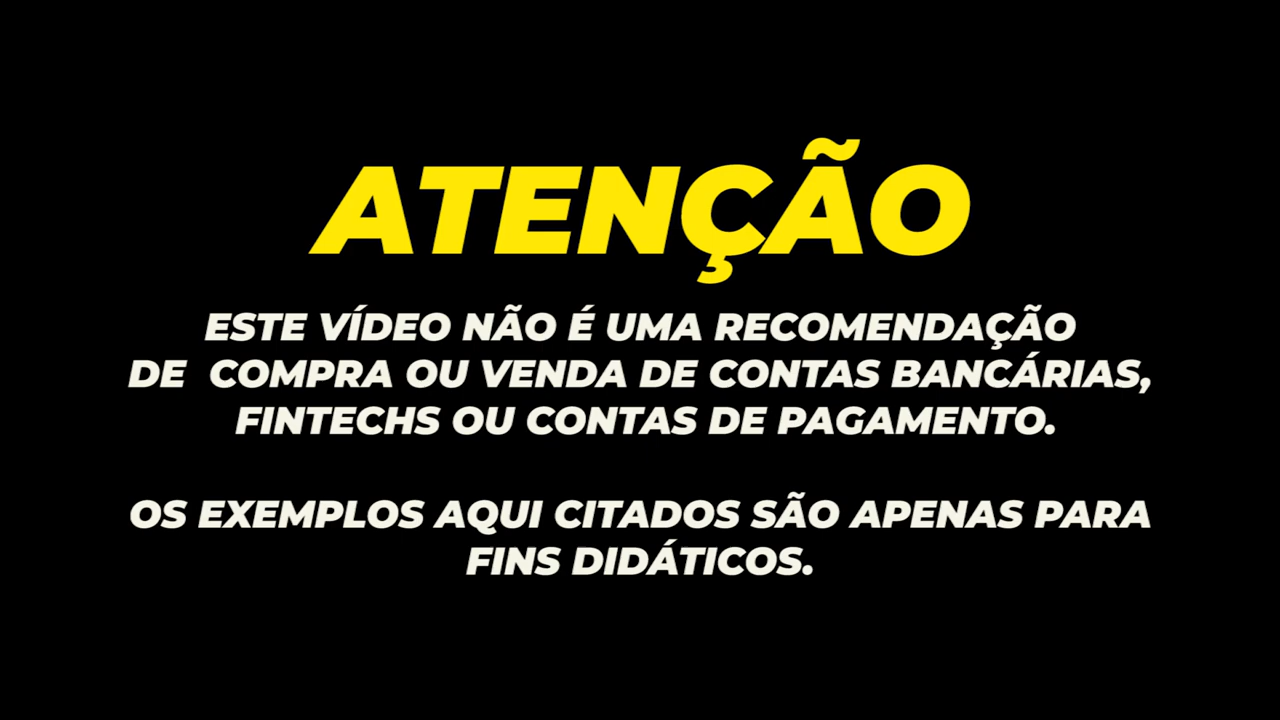 ATENÇÃO
ESTE VÍDEO NÃO É UMA RECOMENDAÇÃO
DE COMPRA OU VENDA DE CONTAS BANCÁRIAS,
FINTECHS OU CONTAS DE PAGAMENTO.
OS EXEMPLOS AQUI CITADOS SÃO APENAS PARA
FINS DIDÁTICOS.